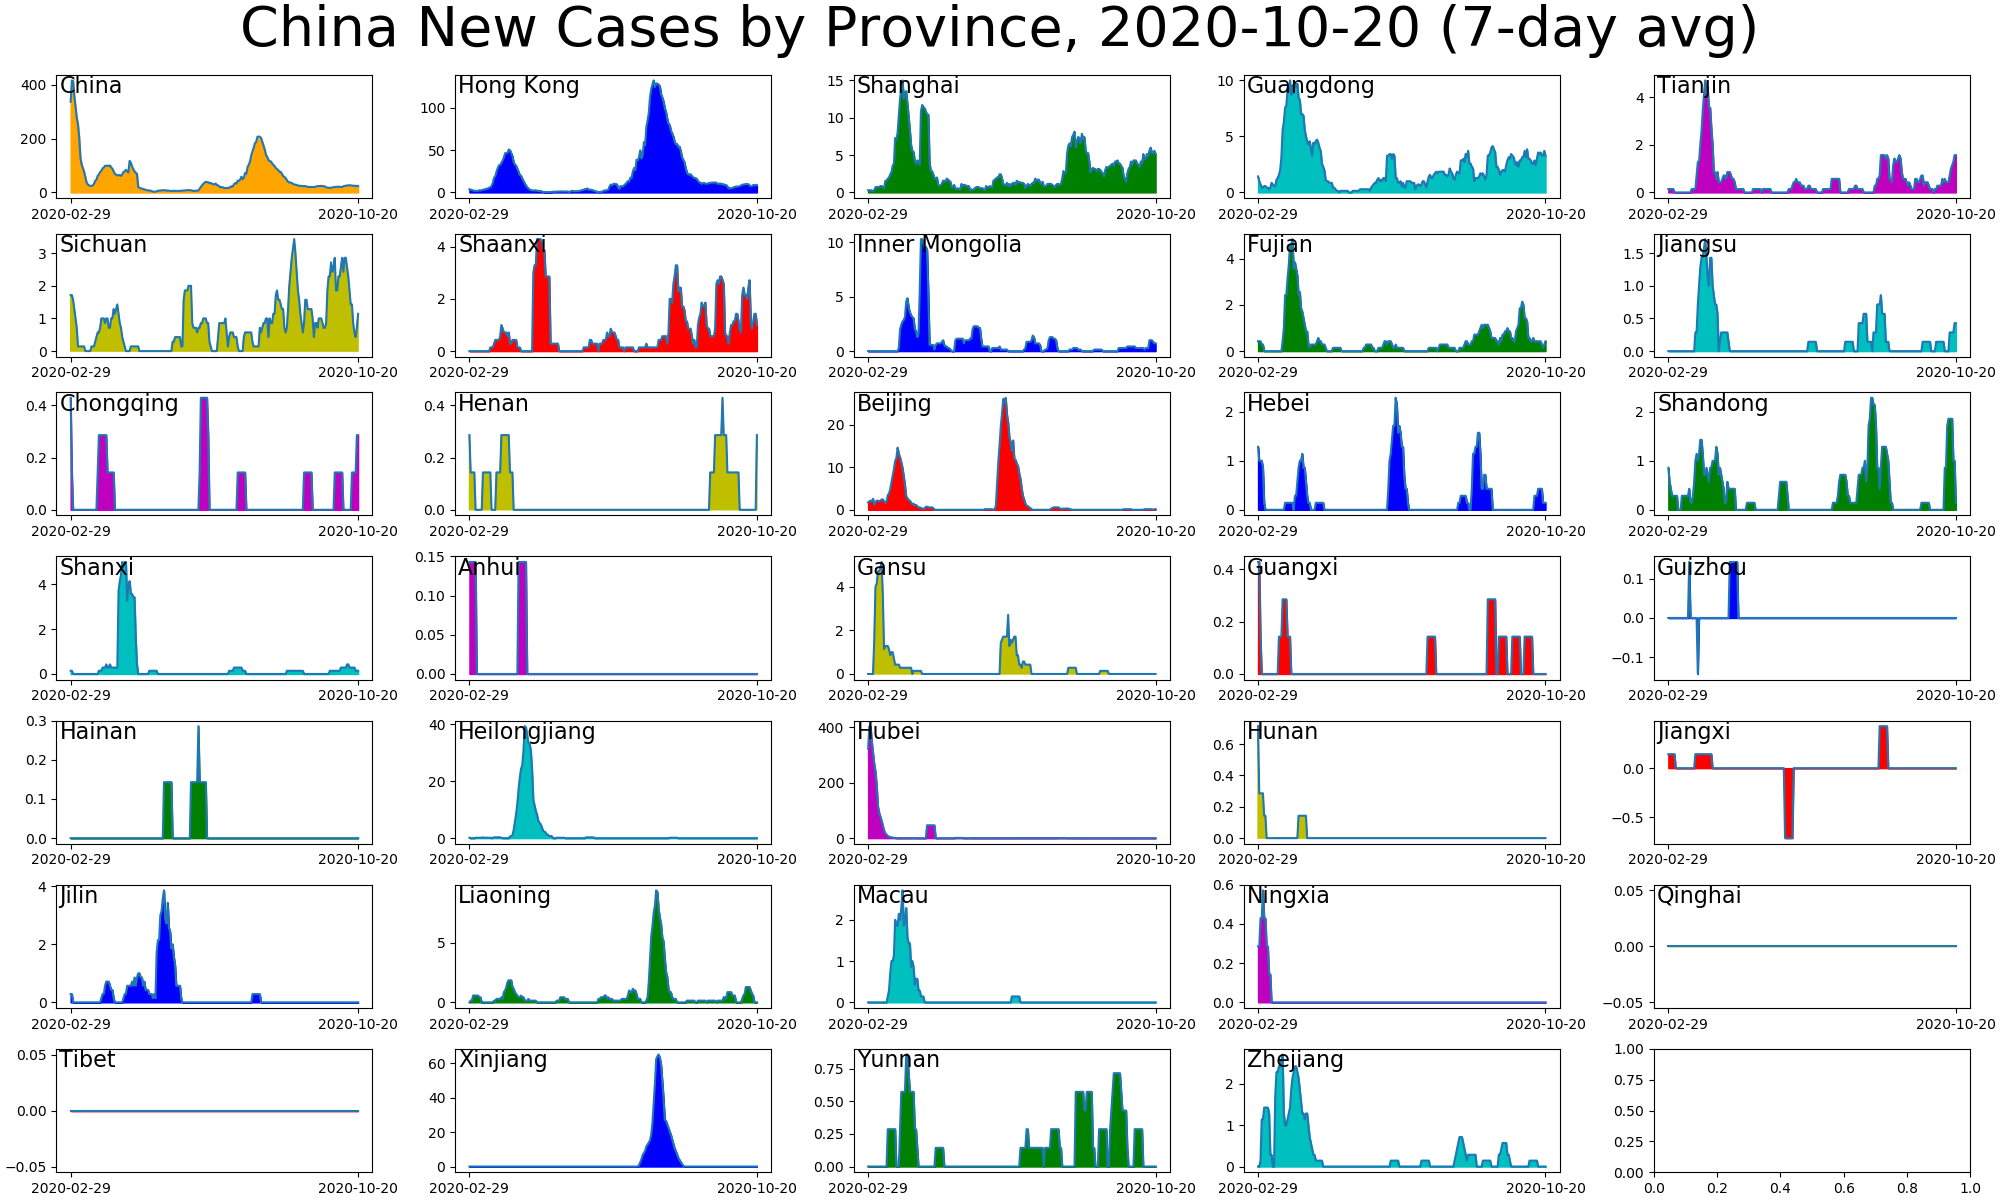 China New Cases by Province, 2020-10-20 (7-day avg)
China Hong Kong Shanghai Guangdong Tianjin
400 200 0
100 50 0
15 10 5 0
10 5 0
4 2 0
2020-02-29 2020-10-20 2020-02-29 2020-10-20 2020-02-29 2020-10-20 2020-02-29 2020-10-20 2020-02-29 2020-10-20
Sichuan Shaanxi Inner Mongolia Fujian Jiangsu
3 2 1 0
4 2 0
10 5 0
4 2 0
1.5 1.0 0.5 0.0
2020-02-29 2020-10-20 2020-02-29 2020-10-20 2020-02-29 2020-10-20 2020-02-29 2020-10-20 2020-02-29 2020-10-20
Chongqing Henan Beijing Hebei Shandong
0.4 0.2 0.0
0.4 0.2 0.0
20 10 0
2 1 0
2 1 0
2020-02-29 2020-10-20 2020-02-29 2020-10-20 2020-02-29 2020-10-20 2020-02-29 2020-10-20 2020-02-29 2020-10-20
Shanxi Anhui Gansu Guangxi Guizhou
4 2 0
0.15 0.10 0.05 0.00
4 2 0
0.4 0.2 0.0
0.1 0.0 −0.1
2020-02-29 2020-10-20 2020-02-29 2020-10-20 2020-02-29 2020-10-20 2020-02-29 2020-10-20 2020-02-29 2020-10-20
Hainan Heilongjiang Hubei Hunan Jiangxi
0.3 0.2 0.1 0.0
40 20 0
400 200 0
0.6 0.4 0.2 0.0
0.0 −0.5
2020-02-29 2020-10-20 2020-02-29 2020-10-20 2020-02-29 2020-10-20 2020-02-29 2020-10-20 2020-02-29 2020-10-20
Jilin Liaoning Macau Ningxia Qinghai
4 2 0
5 0
2 1 0
0.6 0.4 0.2 0.0
0.05 0.00 −0.05
2020-02-29 2020-10-20 2020-02-29 2020-10-20 2020-02-29 2020-10-20 2020-02-29 2020-10-20 2020-02-29 2020-10-20
Tibet Xinjiang Yunnan Zhejiang
0.05 0.00 −0.05
60 40 20 0
0.75 0.50 0.25 0.00
2 1 0
1.00 0.75 0.50 0.25 0.00
2020-02-29 2020-10-20 2020-02-29 2020-10-20 2020-02-29 2020-10-20 2020-02-29 2020-10-20 0.0 0.2 0.4 0.6 0.8 1.0